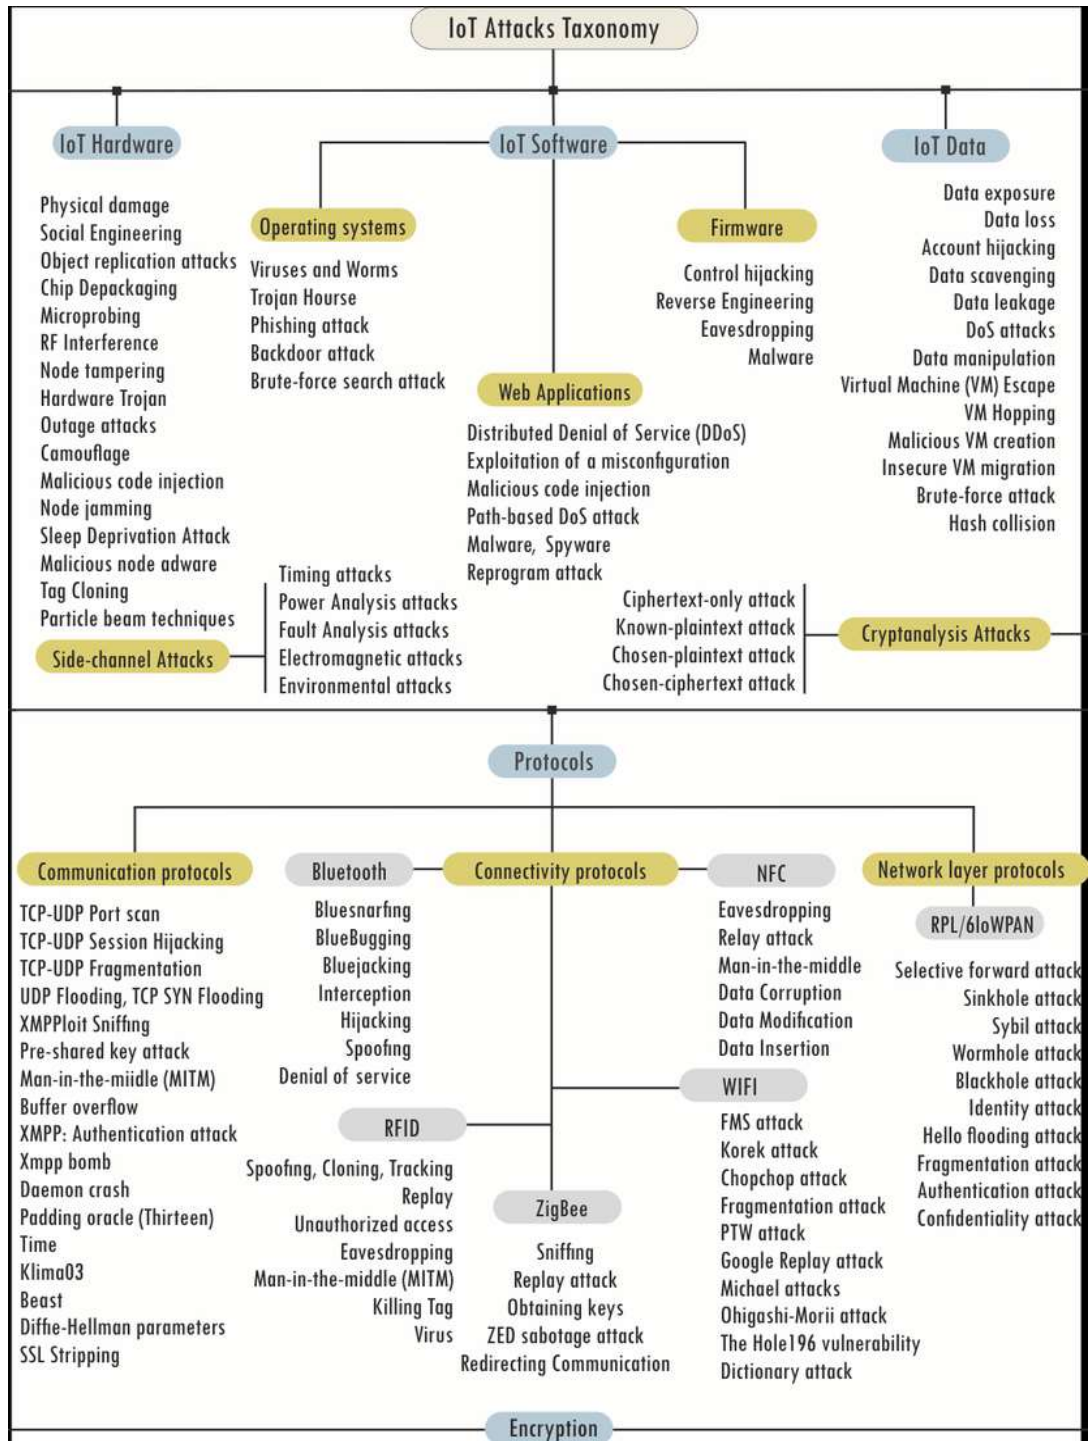 IoT Attacks Taxonomy
IoT Hardware
Physical damage
Social Engineering
Object replication attacks
Chip Depackaging
Microprobing
RF Interference
Node tampering
Hardware Trojan
Outage attacks
Camouflage
Malicious code injection
Node jamming
Sleep Deprivation Attack
Malicious node adware
Tag Cloning
Particle beam techniques
Side-channel Attacks
Timing attacks
Power Analysis attacks
Fault Analysis attacks
Electromagnetic attacks
Environmental attacks
IoT Software
Operating systems
Viruses and Worms
Trojan Hourse
Phishing attack
Backdoor attack
Brute-force search attack
Web Applications
Distributed Denial of Service (DDoS)
Exploitation of a misconfiguration
Malicious code injection
Path-based DoS attack
Malware, Spyware
Reprogram attack
Firmware
Control hijacking
Reverse Engineering
Eavesdropping
Malware
IoT Data
Data exposure
Data loss
Account hijacking
Data scavenging
Data leakage
DoS attacks
Data manipulation
Virtual Machine (VM) Escape
VM Hopping
Malicious VM creation
Insecure VM migration
Brute-force attack
Hash collision
Cryptanalysis Attacks
Ciphertext-only attack
Known-plaintext attack
Chosen-plaintext attack
Chosen-ciphertext attack
Protocols
Communication protocols
TCP-UDP Port scan
TCP-UDP Session Hijacking
TCP-UDP Fragmentation
UDP Flooding, TCP SYN Flooding
XMPPloit Sniffing
Pre-shared key attack
Man-in-the-miidle (MITM)
Buffer overflow
XMPP: Authentication attack
Xmpp bomb
Daemon crash
Padding oracle (Thirteen)
Time
Klima03
Beast
Diffie-Hellman parameters
SSL Stripping
Connectivity protocols
Bluetooth
Bluesnarfing
BlueBugging
Bluejacking
Interception
Hijacking
Spoofing
Denial of service
RFID
Spoofing, Cloning, Tracking
Replay
Unauthorized access
Eavesdropping
Man-in-the-middle (MITM)
Killing Tag
Virus
ZigBee
Sniffing
Replay attack
Obtaining keys
ZED sabotage attack
Redirecting Communication
NFC
Eavesdropping
Relay attack
Man-in-the-middle
Data Corruption
Data Modification
Data Insertion
WIFI
FMS attack
Korek attack
Chopchop attack
Fragmentation attack
PTW attack
Google Replay attack
Michael attacks
Ohigashi-Morii attack
The Hole196 vulnerability
Dictionary attack
Network layer protocols
RPL/6loWPAN
Selective forward attack
Sinkhole attack
Sybil attack
Wormhole attack
Blackhole attack
Identity attack
Hello flooding attack
Fragmentation attack
Authentication attack
Confidentiality attack
Encryption